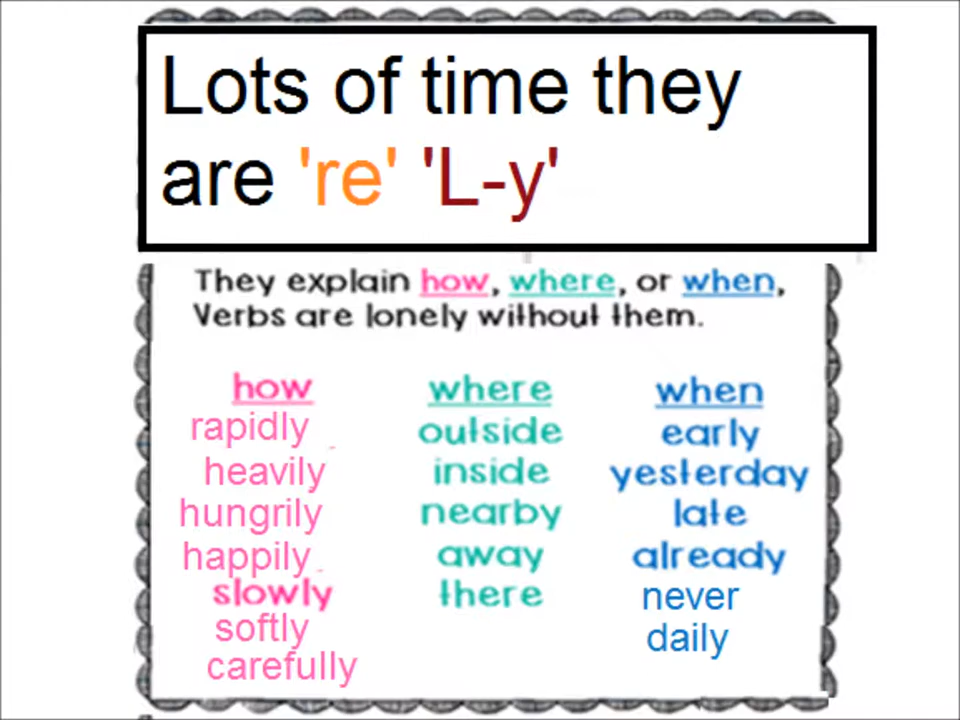 Lots of time they
are 're' 'L-y'
They explain how, where, or when,
Verbs are lonely without them.
how where when
rapidly outside early
heavily inside yesterday
hungrily nearby late
happily away already
slowly there never
softly daily
carefully